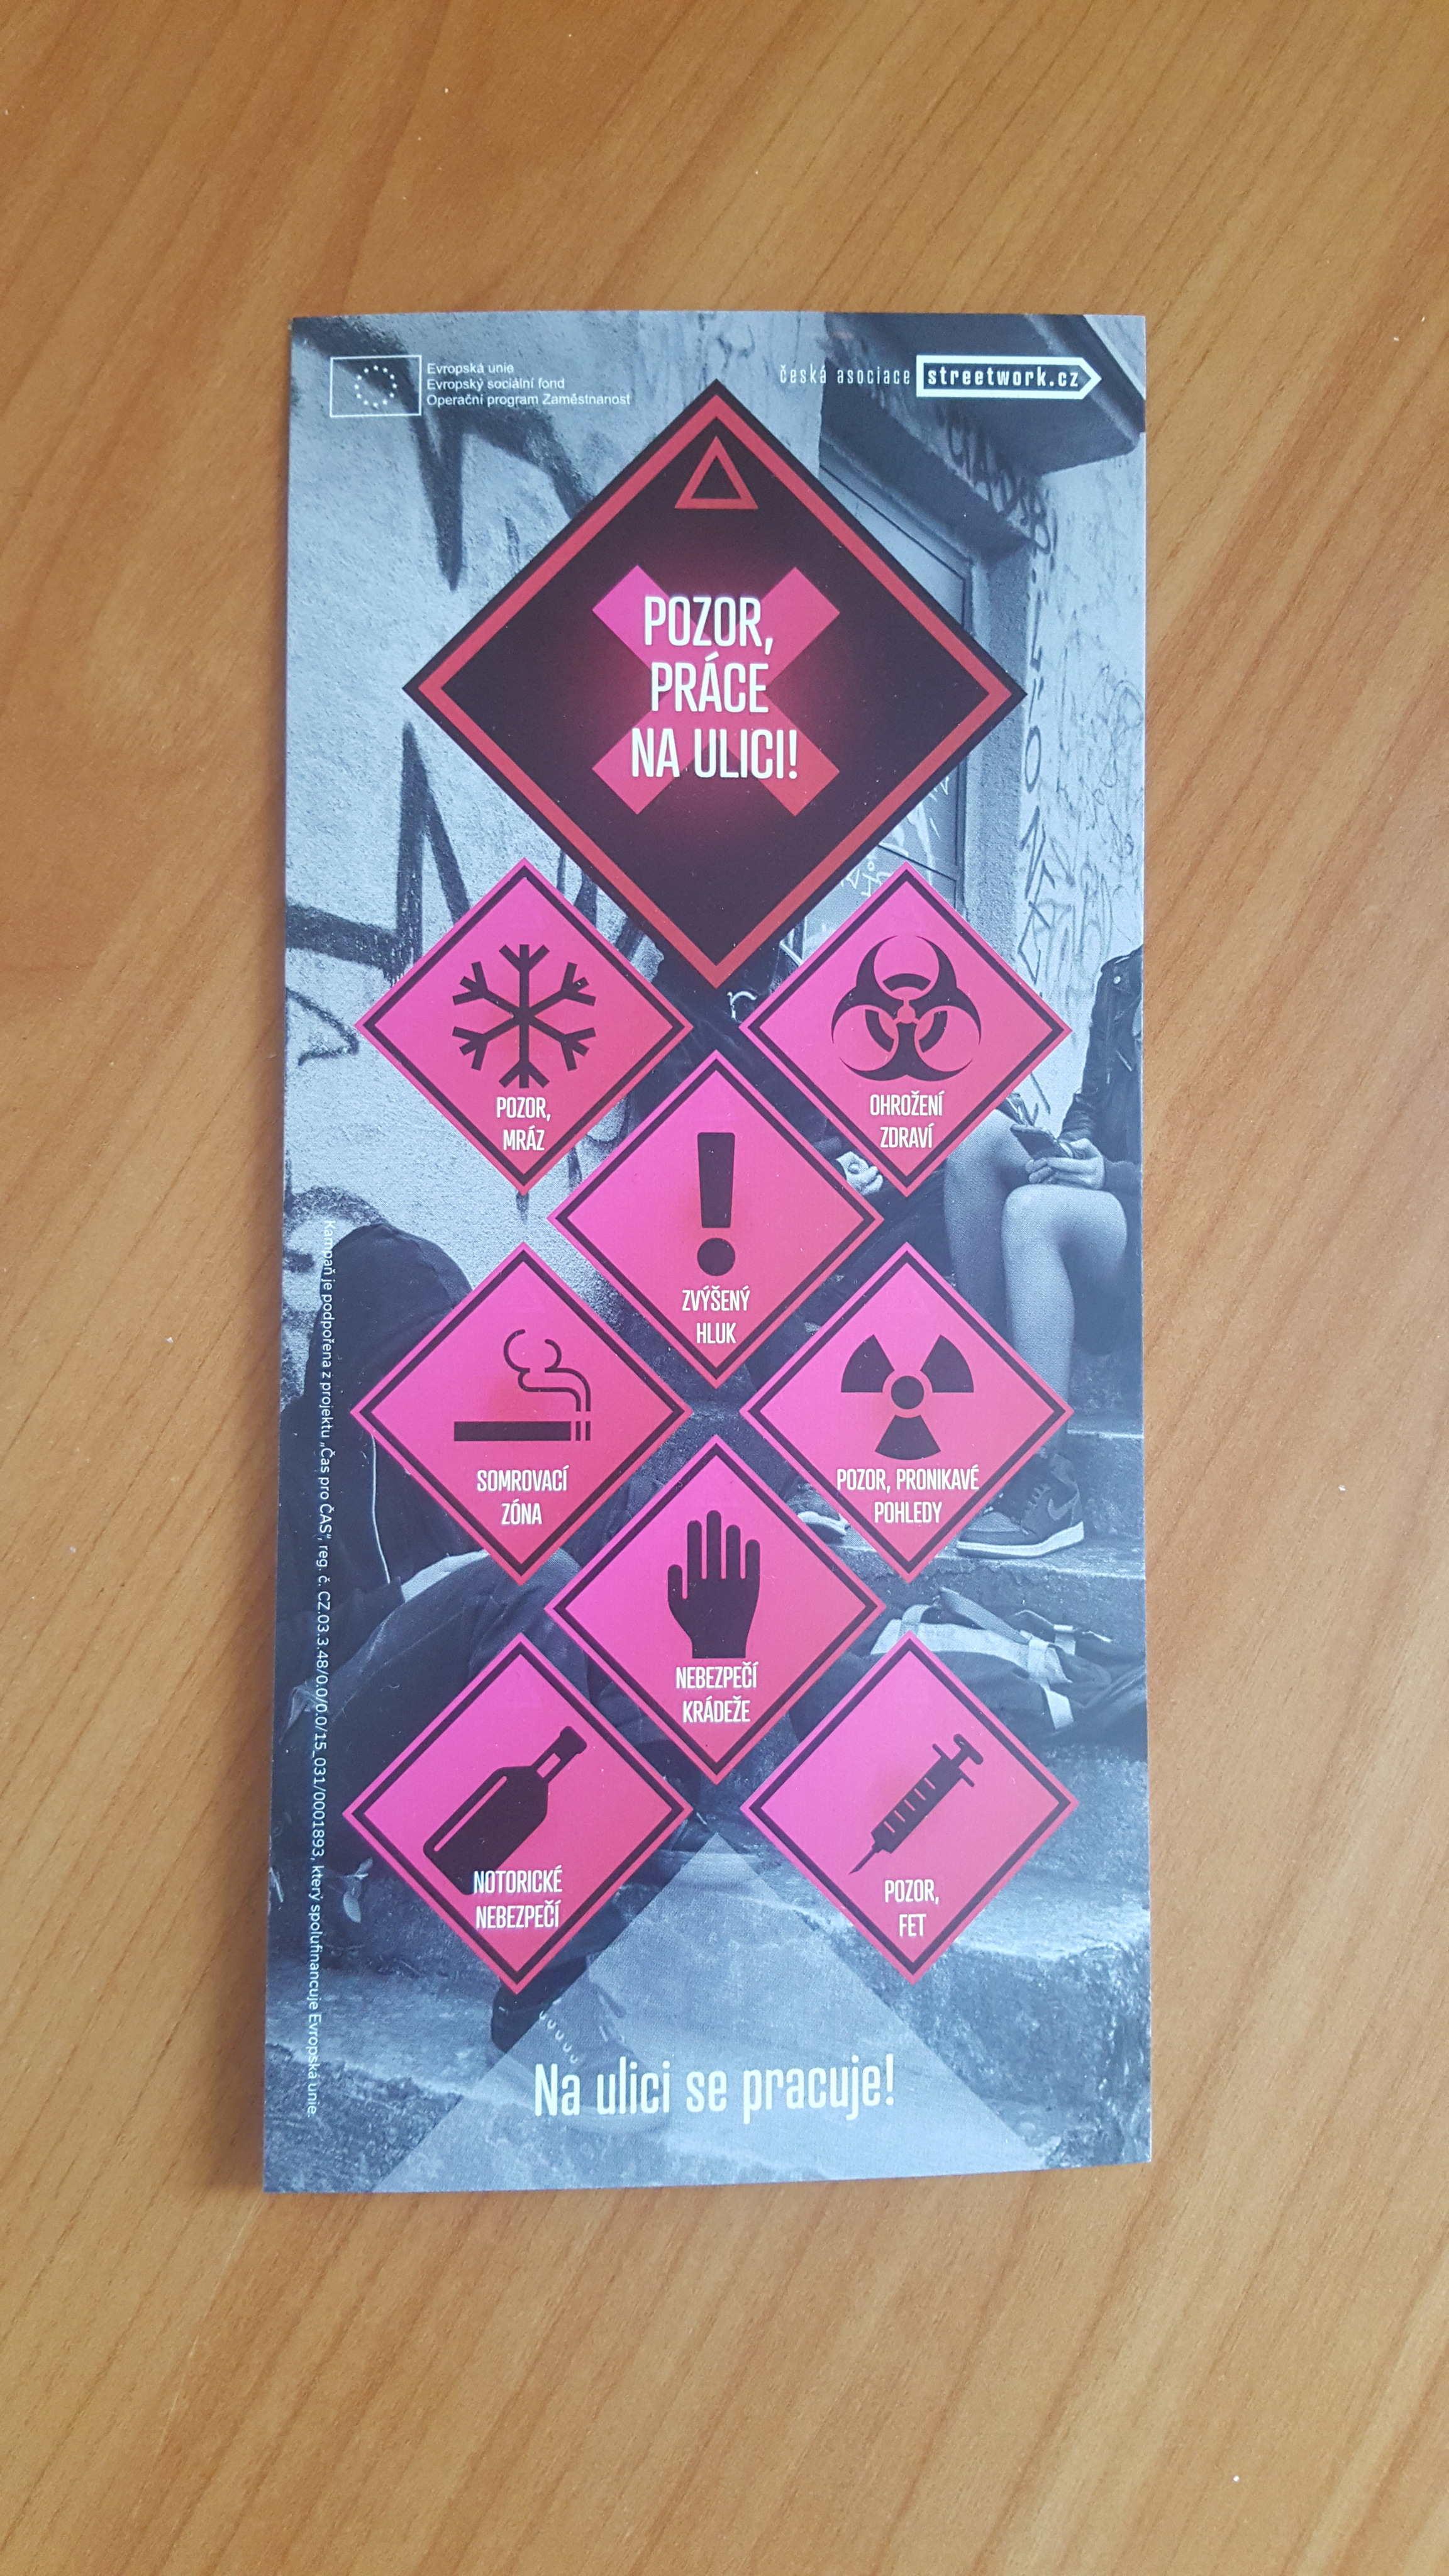 Evropská unie
Evropský sociální fond
Operační program Zaměstnanost
česká asociace streetwork.cz
POZOR,
PRÁCE
NA ULICI!
POZOR,
MRÁZ
OHROŽENÍ
ZDRAVÍ
ZVÝŠENÝ
HLUK
SOMROVACÍ
ZÓNA
POZOR, PRONIKAVÉ
POHLEDY
NEBEZPEČÍ
KRÁDEŽE
NOTORICKÉ
NEBEZPEČÍ
POZOR,
FET
Na ulici se pracuje!
Kampaň je podpořena z projektu „Čas pro ČAS“, reg. č. CZ.03.3.48/0.0/0.0/15_031/0001893, který spolufinancuje Evropská unie.